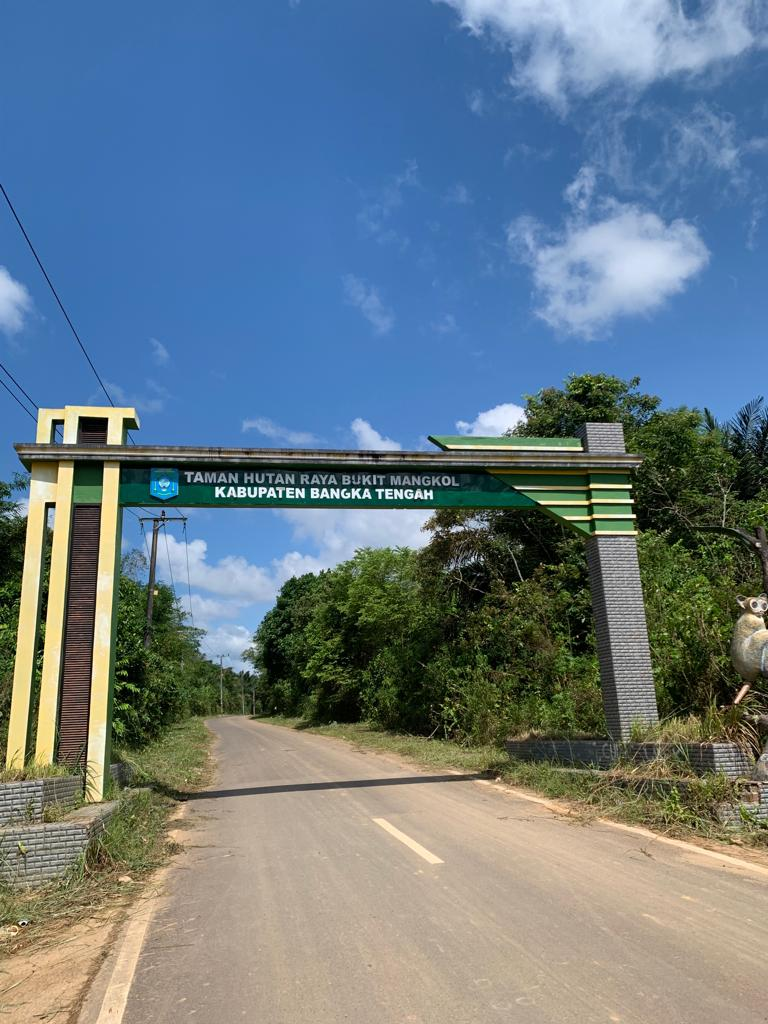 TAMAN HUTAN RAYA BUKIT MANGKOL
KABUPATEN BANGKA TENGAH